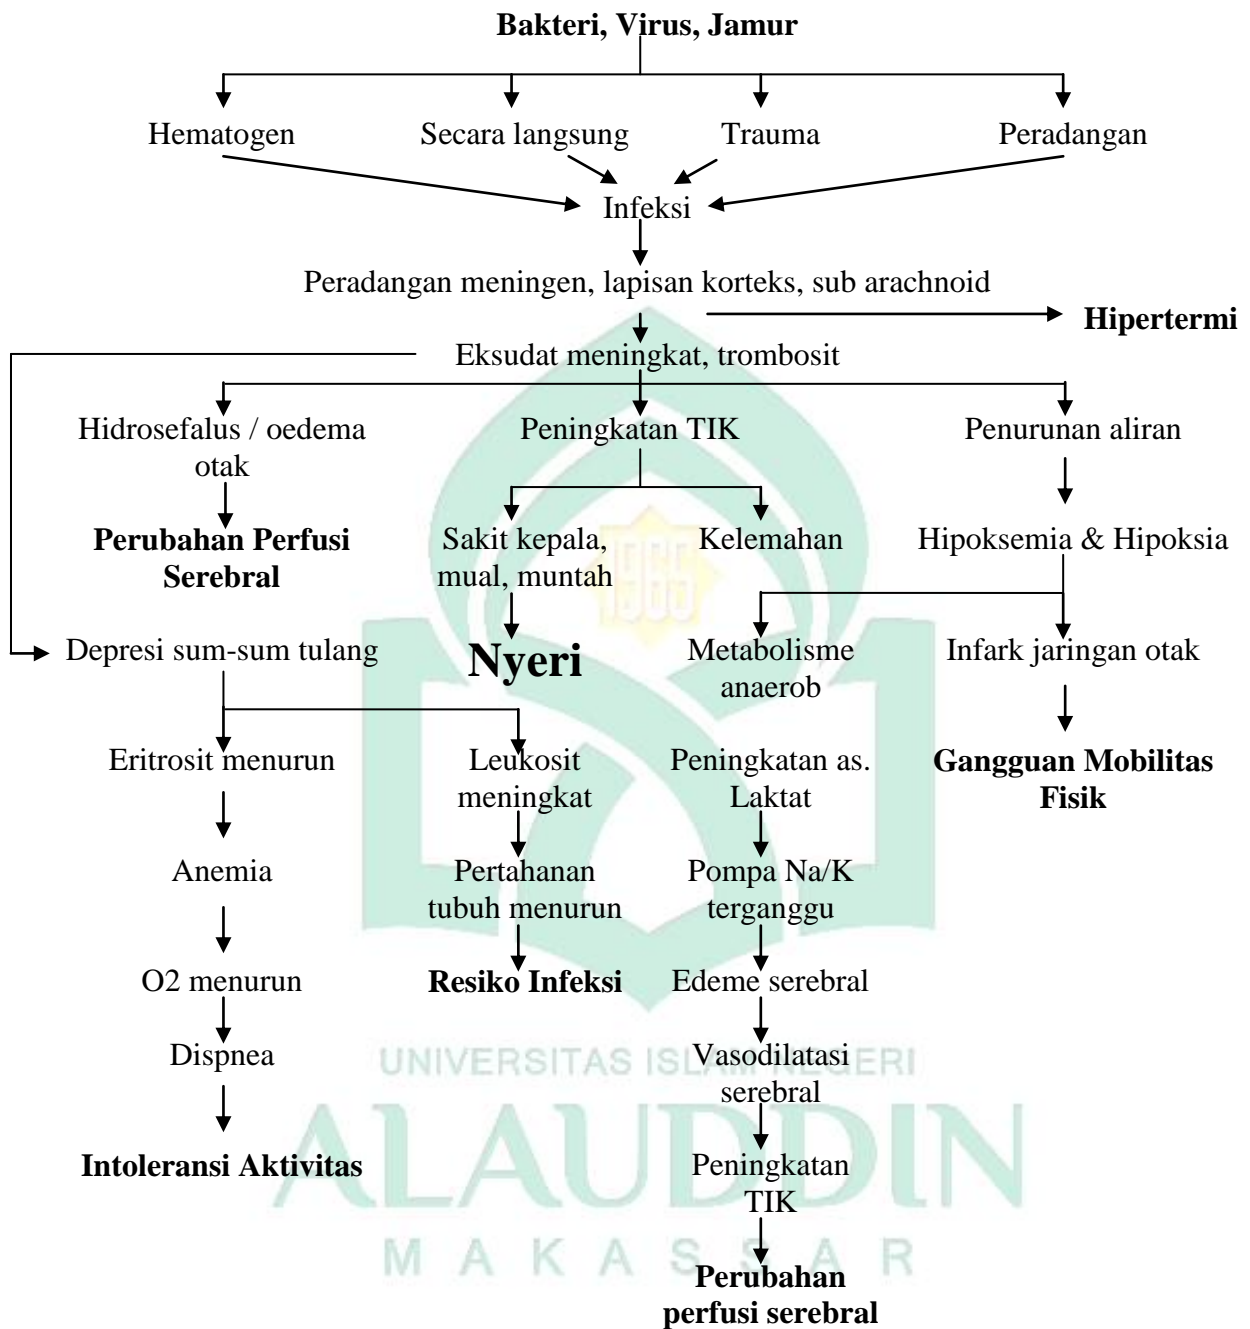 Bakteri, Virus, Jamur
Hematogen
Secara langsung
Trauma
Peradangan
Infeksi
Peradangan meningen, lapisan korteks, sub arachnoid
Hipertermi
Eksudat meningkat, trombosit
Hidrosefalus / oedema
otak
Peningkatan TIK
Penurunan aliran
Perubahan Perfusi
Serebral
Sakit kepala,
mual, muntah
Kelemahan
Hipoksemia & Hipoksia
1965
Depresi sum-sum tulang
Nyeri
Metabolisme
anaerob
Infark jaringan otak
Eritrosit menurun
Leukosit
meningkat
Peningkatan as.
Laktat
Gangguan Mobilitas
Fisik
Anemia
Pertahanan
tubuh menurun
Pompa Na/K
terganggu
O2 menurun
Resiko Infeksi
Edeme serebral
Dispnea
Vasodilatasi
serebral
UNIVERSITAS ISLAM NEGERI
ALAUDDIN
MAKASSAR
Intoleransi Aktivitas
Peningkatan
TIK
Perubahan
perfusi serebral